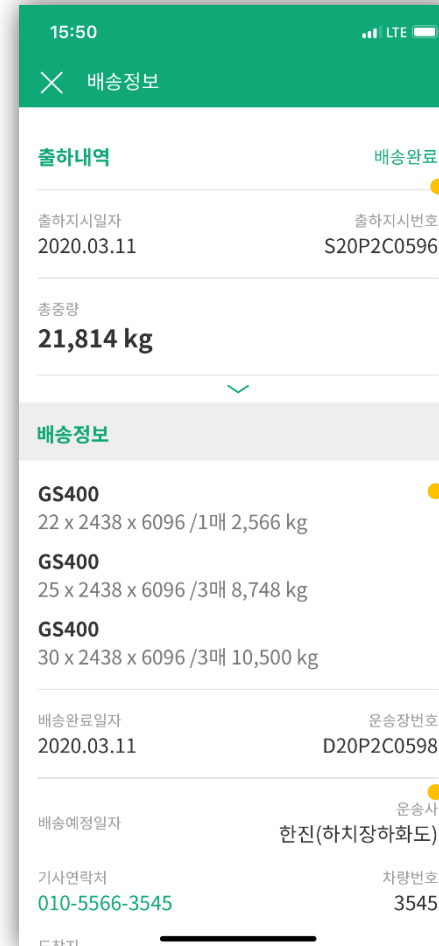 15:50 LTE
배송정보
출하내역 배송완료
출하지시일자 출하지시번호
2020.03.11 S20P2C0596
총중량
21,814 kg
배송정보
GS400
22 x 2438 x 6096 /1매 2,566 kg
GS400
25 x 2438 x 6096 /3매 8,748 kg
GS400
30 x 2438 x 6096 /3매 10,500 kg
배송완료일자 운송장번호
2020.03.11 D20P2C0598
배송예정일자 운송사
한진(하치장하화도)
기사연락처 차량번호
010-5566-3545 3545